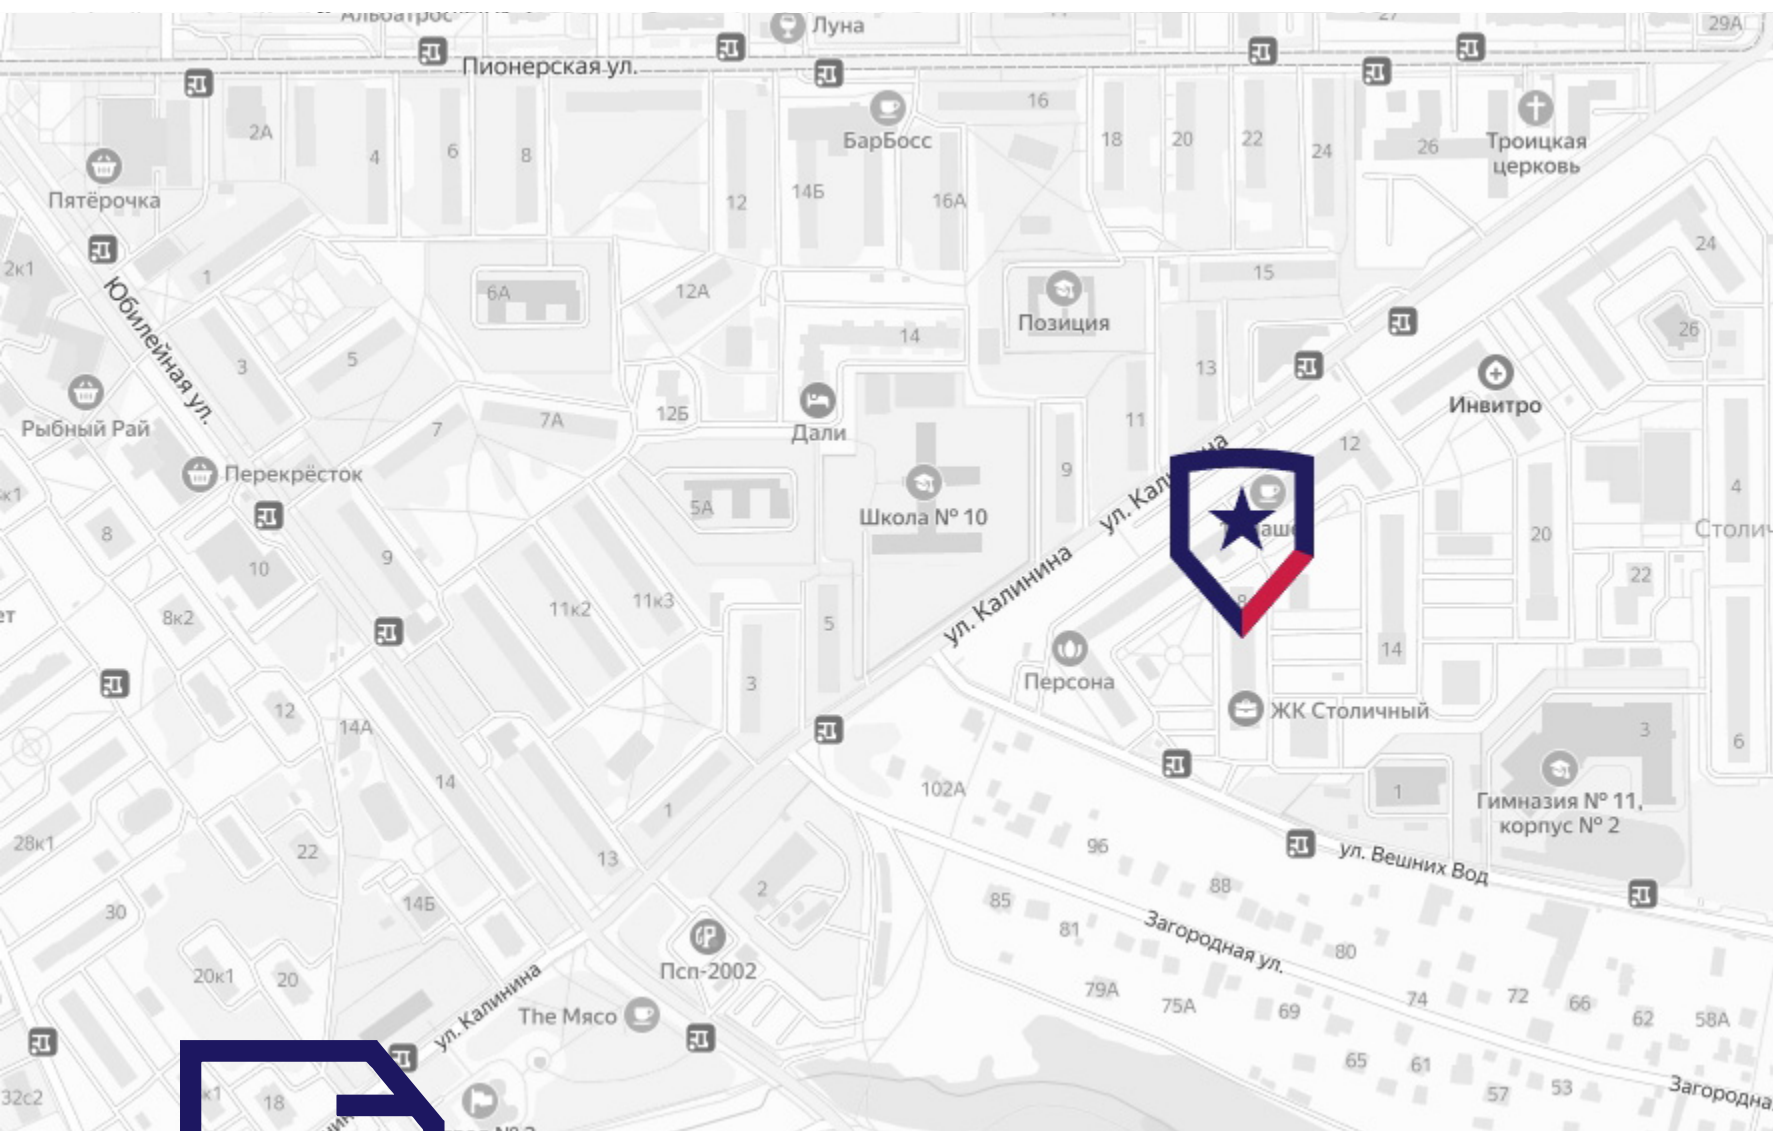 Альбатрос
Луна
27
29А
Пионерская ул.
16
2А
4
6
8
БарБосс
18
20
22
24
26
Троицкая
церковь
Пятёрочка
12
14Б
16А
2к1
1
6А
12А
15
24
Юбилейная ул.
Позиция
26
3
5
14
13
Инвитро
Рыбный Рай
7
7А
12Б
Дали
11
12
ул. Калинина
Перекрёсток
9
4
5А
Школа № 10
8
20
Столич
10
9
ул. Калинина
22
8к2
11к2
11к3
5
8
14
3
Персона
12
14А
ЖК Столичный
3
6
14
102А
1
1
Гимназия № 11,
корпус № 2
28к1
22
13
96
ул. Вешних Вод
2
88
30
14Б
85
81
Загородная ул.
80
20к1
20
Псп-2002
79А
75А
69
74
72
66
62
58А
ул. Калинина
The Мясо
65
61
57
53
Загородна
32с2
к1
18